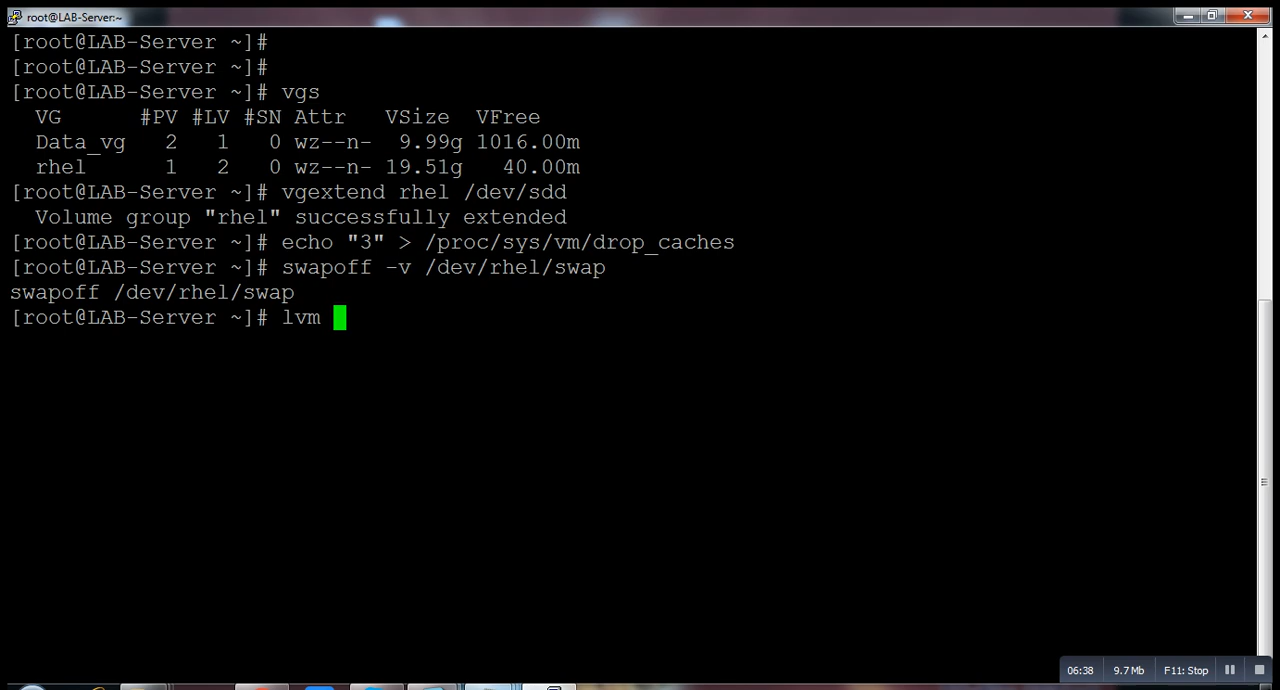 root@LAB-Server:~
[root@LAB-Server ~]#
[root@LAB-Server ~]#
[root@LAB-Server ~]# vgs
  VG      #PV #LV #SN Attr   VSize  VFree
  Data_vg   2   1   0 wz--n-  9.99g 1016.00m
  rhel      1   2   0 wz--n- 19.51g   40.00m
[root@LAB-Server ~]# vgextend rhel /dev/sdd
  Volume group "rhel" successfully extended
[root@LAB-Server ~]# echo "3" > /proc/sys/vm/drop_caches
[root@LAB-Server ~]# swapoff -v /dev/rhel/swap
swapoff /dev/rhel/swap
[root@LAB-Server ~]# lvm
06:38 9.7 Mb F11: Stop